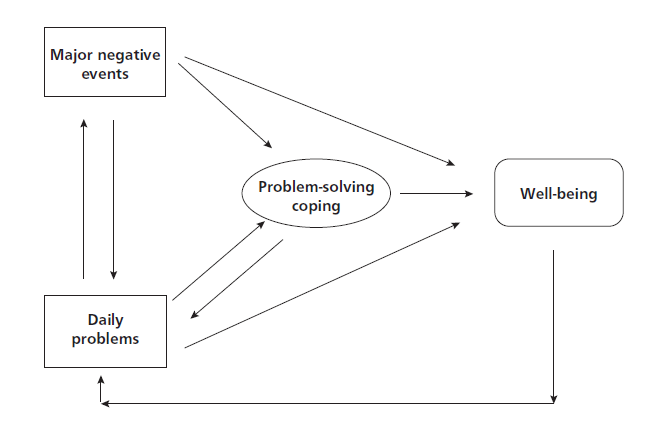 Major negative
events
Problem-solving
coping
Well-being
Daily
problems